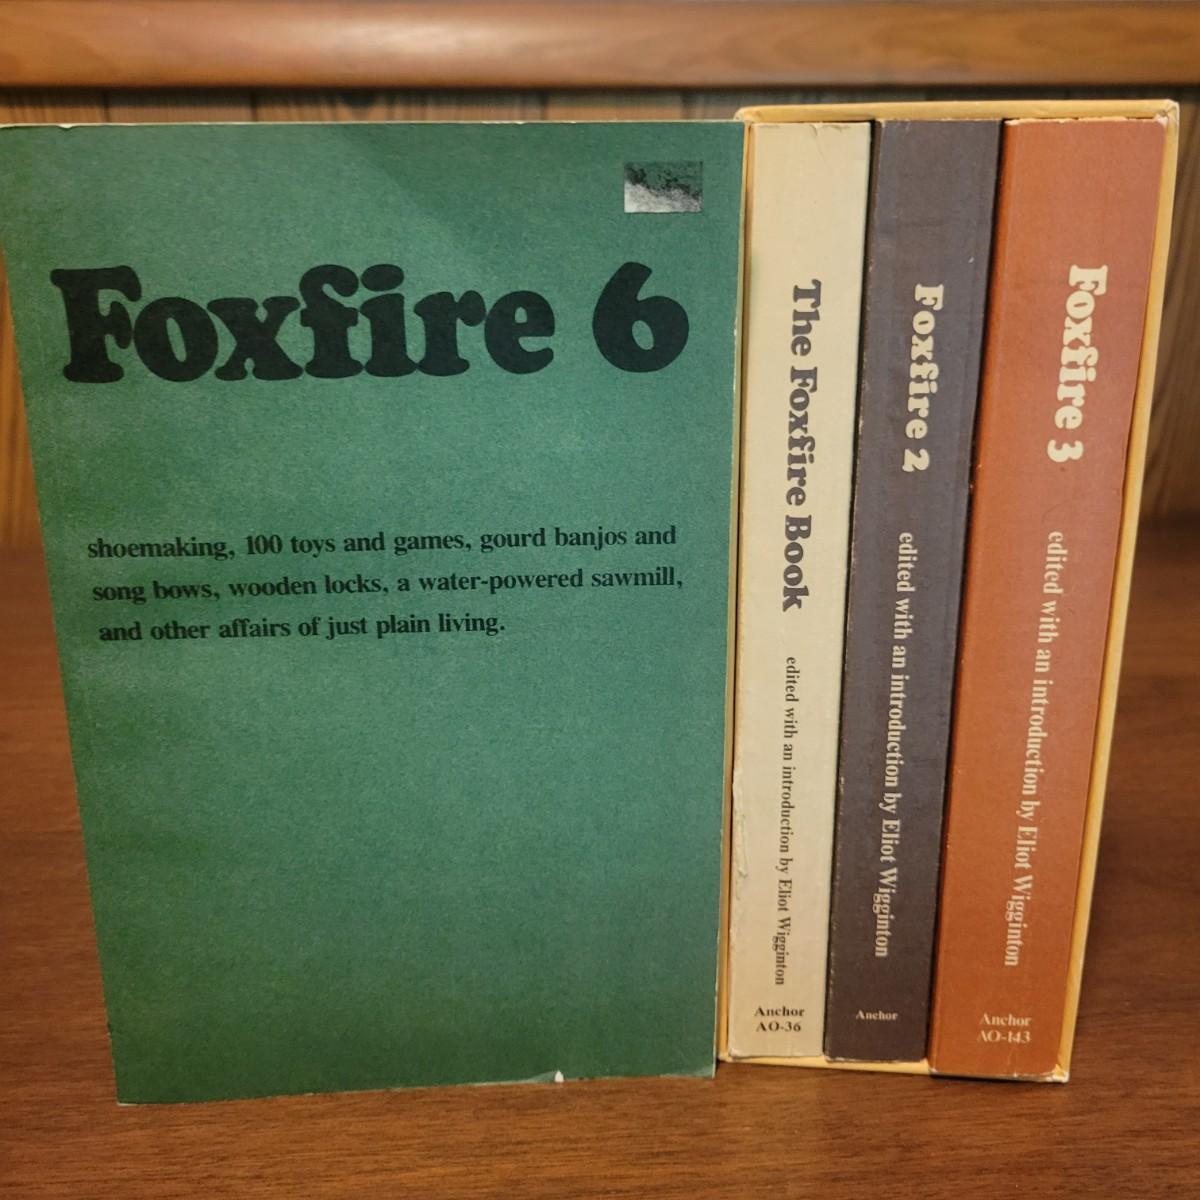 Foxfire 6
shoemaking, 100 toys and games, gourd banjos and
song bows, wooden locks, a water-powered sawmill,
and other affairs of just plain living.
The Foxfire Book
edited with an introduction by Eliot Wigginton
Anchor
AO-36
Foxfire 2
edited with an introduction by Eliot Wigginton
Anchor
Foxfire 3
edited with an introduction by Eliot Wigginton
Anchor
AO-143